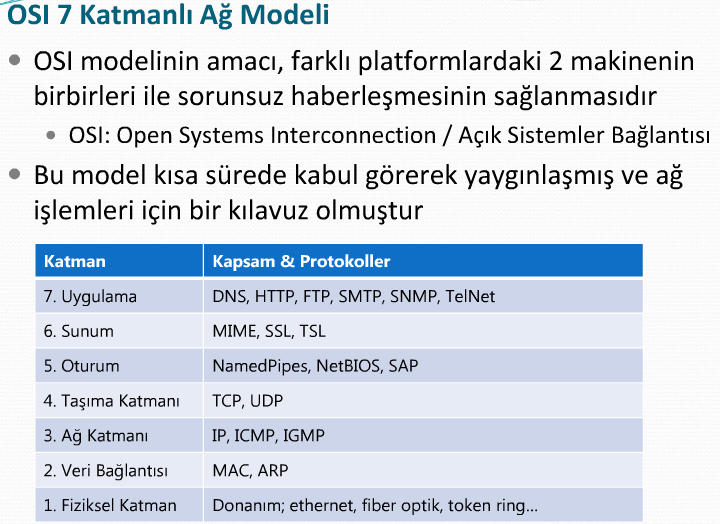 OSI 7 Katmanlı Ağ Modeli
• OSI modelinin amacı, farklı platformlardaki 2 makinenin
birbirleri ile sorunsuz haberleşmesinin sağlanmasıdır
• OSI: Open Systems Interconnection / Açık Sistemler Bağlantısı
• Bu model kısa sürede kabul görerek yaygınlaşmış ve ağ
işlemleri için bir kılavuz olmuştur
Katman Kapsam & Protokoller
7. Uygulama DNS, HTTP, FTP, SMTP, SNMP, TelNet
6. Sunum MIME, SSL, TSL
5. Oturum NamedPipes, NetBIOS, SAP
4. Taşıma Katmanı TCP, UDP
3. Ağ Katmanı IP, ICMP, IGMP
2. Veri Bağlantısı MAC, ARP
1. Fiziksel Katman Donanım; ethernet, fiber optik, token ring...